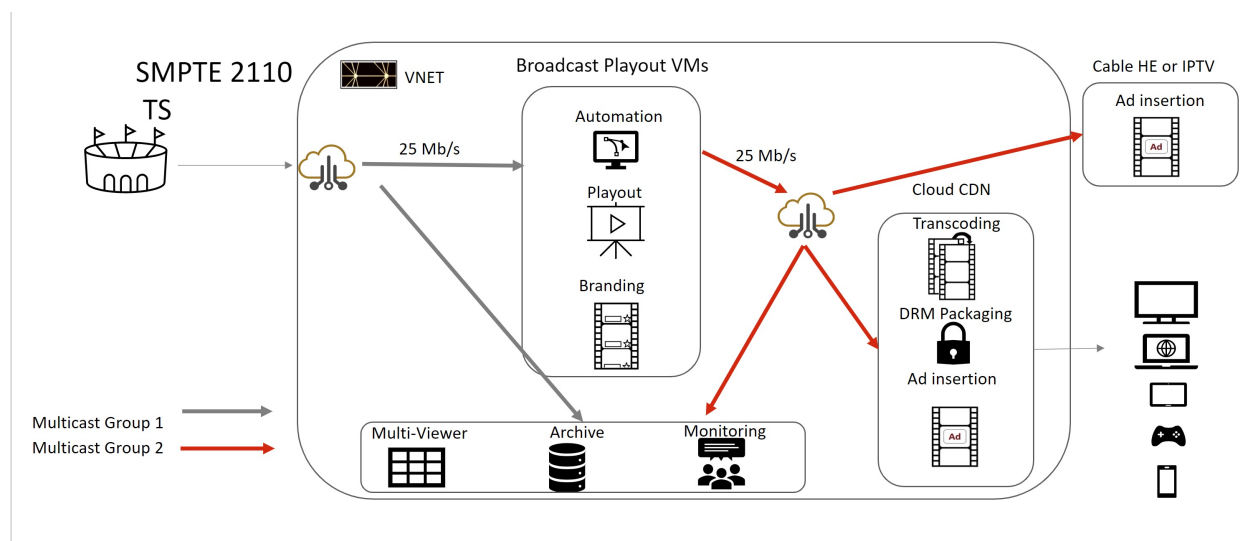 SMPTE 2110
TS
VNET
Broadcast Playout VMs
Cable HE or IPTV
Ad insertion
Ad
Automation
25 Mb/s
25 Mb/s
Playout
Cloud CDN
Transcoding
Branding
DRM Packaging
Ad insertion
Ad
Multicast Group 1
Multicast Group 2
Multi-Viewer
Archive
Monitoring